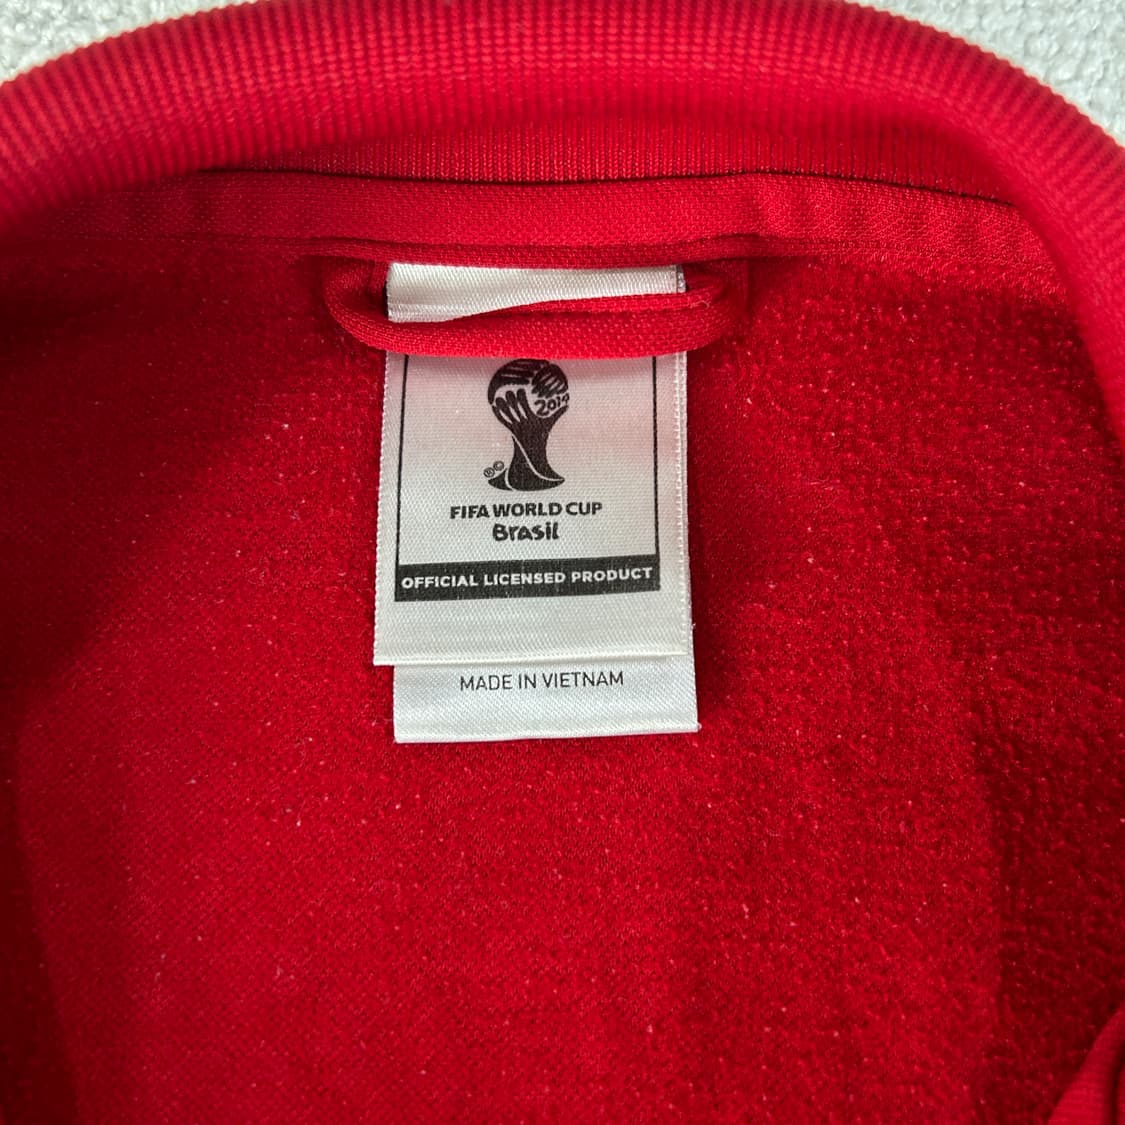 2014
FIFA WORLD CUP
Brasil
OFFICIAL LICENSED PRODUCT
MADE IN VIETNAM